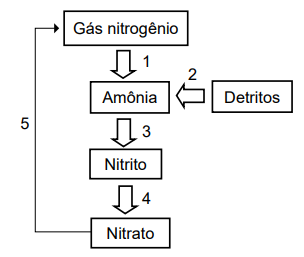 Gás nitrogênio
1
2
Amônia
Detritos
5
3
Nitrito
4
Nitrato